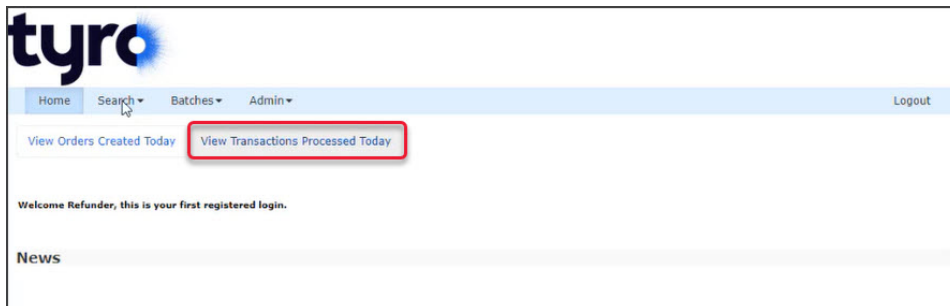 tyro
Home Search Batches Admin Logout
View Orders Created Today View Transactions Processed Today
Welcome Refunder, this is your first registered login.
News